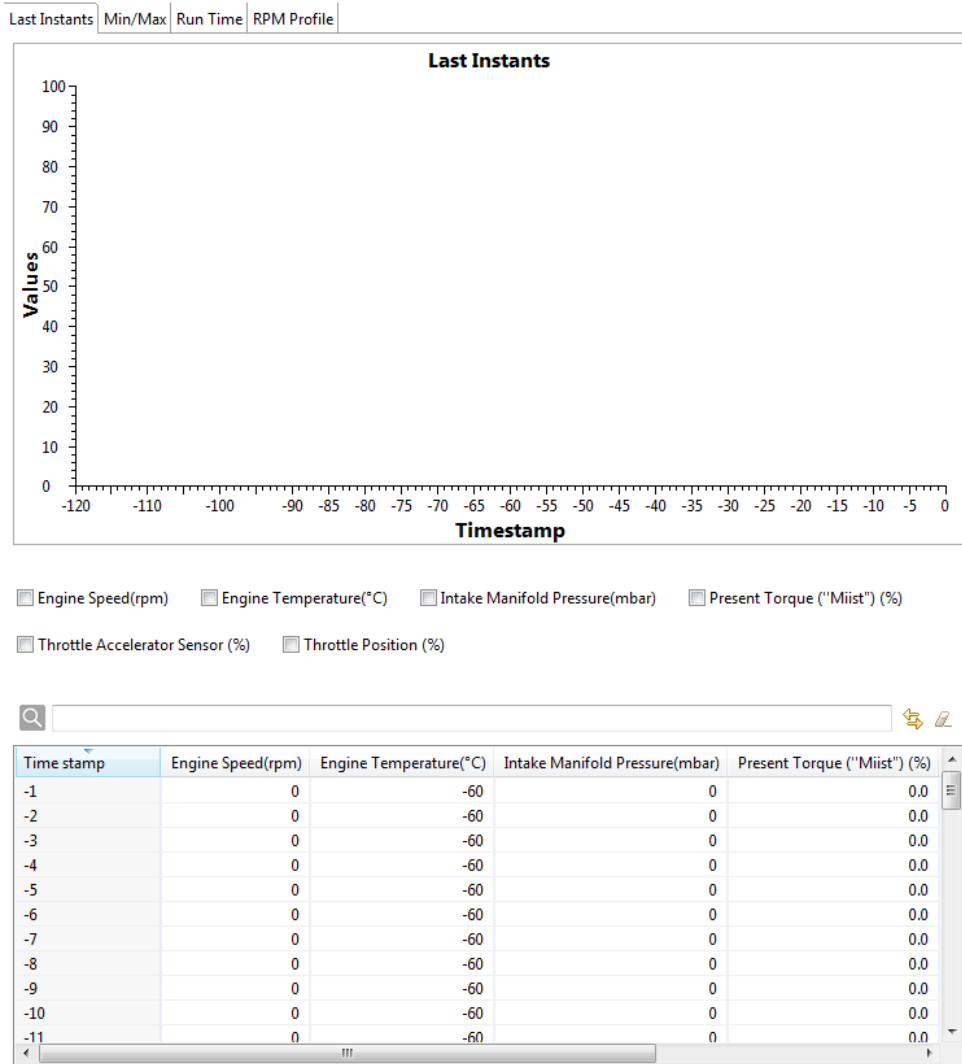 Last Instants Min/Max Run Time RPM Profile
Last Instants
100
90
80
70
60
50
40
30
20
10
0
Values
-120 -110 -100 -90 -85 -80 -75 -70 -65 -60 -55 -50 -45 -40 -35 -30 -25 -20 -15 -10 -5 0
Timestamp
Engine Speed(rpm) Engine Temperature(°C) Intake Manifold Pressure(mbar) Present Torque (''Miist") (%)
Throttle Accelerator Sensor (%) Throttle Position (%)
Time stamp Engine Speed(rpm) Engine Temperature(°C) Intake Manifold Pressure(mbar) Present Torque (''Miist") (%)
-1 0 -60 0 0.0
-2 0 -60 0 0.0
-3 0 -60 0 0.0
-4 0 -60 0 0.0
-5 0 -60 0 0.0
-6 0 -60 0 0.0
-7 0 -60 0 0.0
-8 0 -60 0 0.0
-9 0 -60 0 0.0
-10 0 -60 0 0.0
-11 0 -60 0 0.0